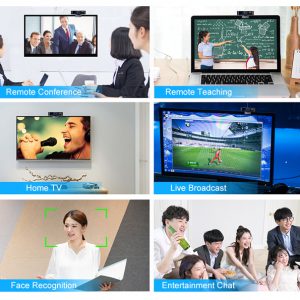 Remote Conference
Remote Teaching
Home TV
Live Broadcast
Face Recognition
Entertainment Chat